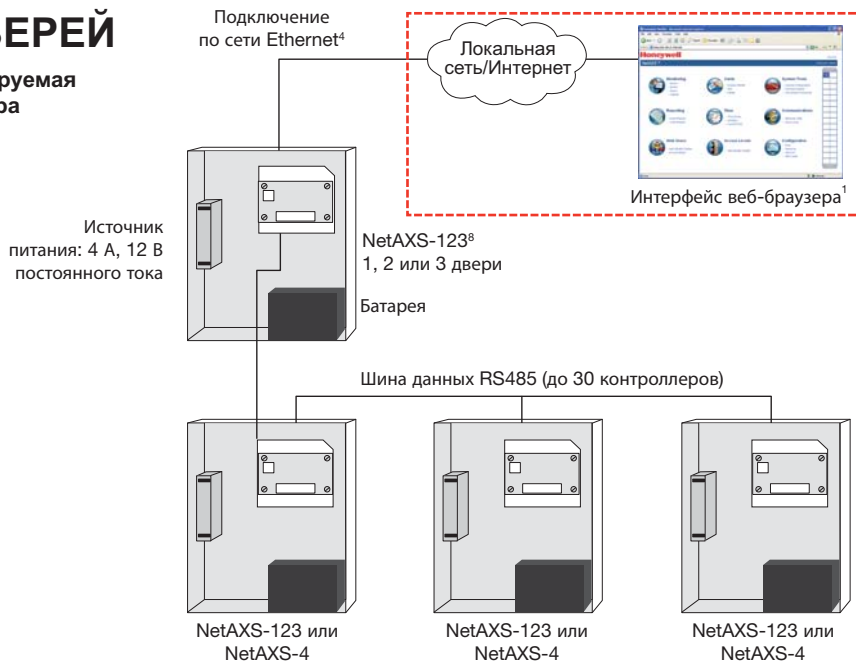 ВЕРЕЙ
руемая
ра
Подключение
по сети Ethernet⁴
Локальная
сеть/Интернет
Honeywell
Интерфейс веб-браузера¹
Источник
питания: 4 А, 12 В
постоянного тока
NetAXS-123⁸
1, 2 или 3 двери
Батарея
Шина данных RS485 (до 30 контроллеров)
NetAXS-123 или
NetAXS-4
NetAXS-123 или
NetAXS-4
NetAXS-123 или
NetAXS-4